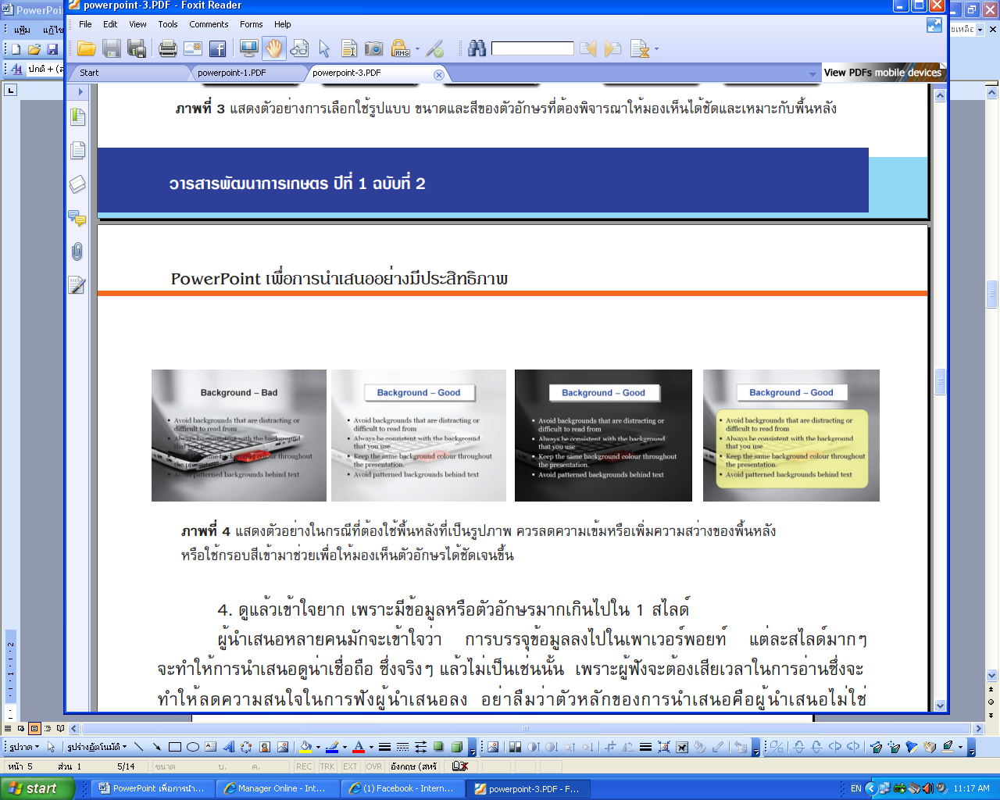 PowerPoin
powerpoint-3.PDF - Foxit Reader
แฟ้ม
แก้ไข
File Edit View Tools Comments Forms Help
ปกติ + (ส
Start
powerpoint-1.PDF
powerpoint-3.PDF
View PDFs mobile devices
ภาพที่ 3 แสดงตัวอย่างการเลือกใช้รูปแบบ ขนาดและสีของตัวอักษรที่ต้องพิจารณาให้มองเห็นได้ชัดและเหมาะกับพื้นหลัง
วารสารพัฒนาการเกษตร ปีที่ 1 ฉบับที่ 2
PowerPoint เพื่อการนำเสนออย่างมีประสิทธิภาพ
Background – Bad
Avoid backgrounds that are distracting or
difficult to read from
Always be consistent with the background
that you use
the same background colour throughout
the presentation.
Avoid patterned backgrounds behind text
Background – Good
Avoid backgrounds that are distracting or
difficult to read from
Always be consistent with the background
that you use
Keep the same background colour throughout
the presentation.
Avoid patterned backgrounds behind text
Background – Good
Avoid backgrounds that are distracting or
difficult to read from
Always be consistent with the background
that you use
Keep the same background colour throughout
the presentation.
Avoid patterned backgrounds behind text
Background – Good
Avoid backgrounds that are distracting or
difficult to read from
Always be consistent with the background
that you use
Keep the same background colour throughout
the presentation.
Avoid patterned backgrounds behind text
ภาพที่ 4 แสดงตัวอย่างในกรณีที่ต้องใช้พื้นหลังที่เป็นรูปภาพ ควรลดความเข้มหรือเพิ่มความสว่างของพื้นหลัง
หรือใช้กรอบสีเข้ามาช่วยเพื่อให้มองเห็นตัวอักษรได้ชัดเจนขึ้น
4. ดูแล้วเข้าใจยาก เพราะมีข้อมูลหรือตัวอักษรมากเกินไปใน 1 สไลด์
ผู้นำเสนอหลายคนมักจะเข้าใจว่า การบรรจุข้อมูลลงไปในเพาเวอร์พอยท์ แต่ละสไลด์มากๆ
จะทำให้การนำเสนอดูน่าเชื่อถือ ซึ่งจริงๆ แล้วไม่เป็นเช่นนั้น เพราะผู้ฟังจะต้องเสียเวลาในการอ่านซึ่งจะ
ทำให้ลดความสนใจในการฟังผู้นำเสนอลง อย่าลืมว่าตัวหลักของการนำเสนอคือผู้นำเสนอไม่ใช่
รูปวาด
รูปร่างอัตโนมัติ
หน้า 5 ส่วน 1 5/14 ขนาด บ. ค. REC TRK EXT OVR อังกฤษ (สหรั
start
PowerPoint เพื่อการนำ...
Manager Online - Int...
(1) Facebook - Intern...
powerpoint-3.PDF - F...
EN
11:17 AM